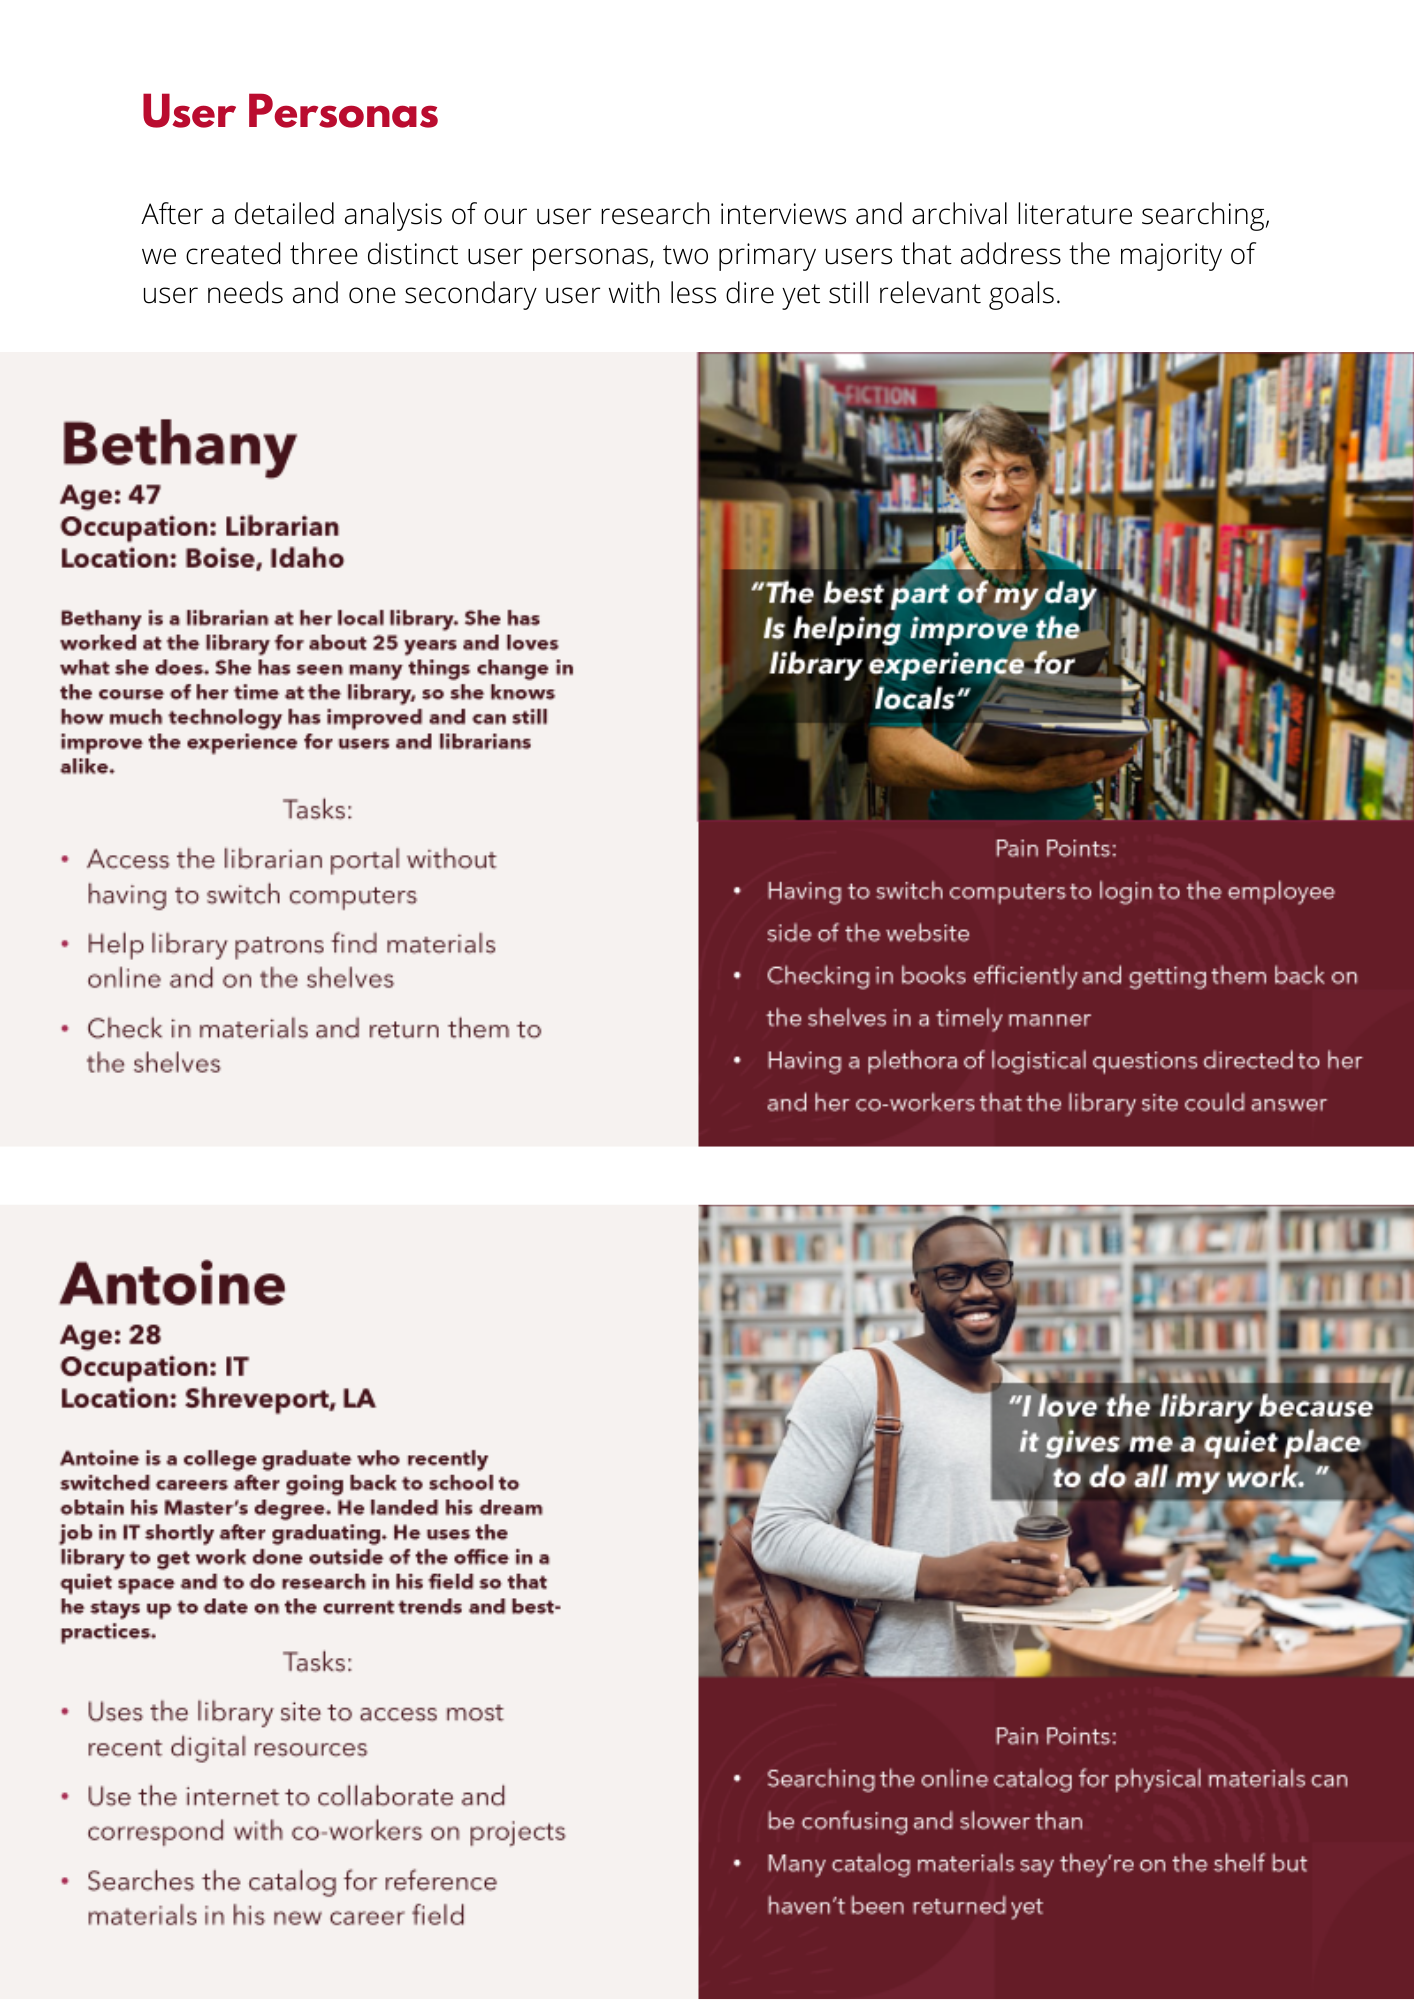 User Personas
After a detailed analysis of our user research interviews and archival literature searching,
we created three distinct user personas, two primary users that address the majority of
user needs and one secondary user with less dire yet still relevant goals.
Bethany
Age: 47
Occupation: Librarian
Location: Boise, Idaho
Bethany is a librarian at her local library. She has
worked at the library for about 25 years and loves
what she does. She has seen many things change in
the course of her time at the library, so she knows
how much technology has improved and can still
improve the experience for users and librarians
alike.
Tasks:
• Access the librarian portal without
having to switch computers
• Help library patrons find materials
online and on the shelves
• Check in materials and return them to
the shelves
FICTION
"The best part of my day
Is helping improve the
library experience for
locals"
Pain Points:
• Having to switch computers to login to the employee
side of the website
• Checking in books efficiently and getting them back on
the shelves in a timely manner
• Having a plethora of logistical questions directed to her
and her co-workers that the library site could answer
Antoine
Age: 28
Occupation: IT
Location: Shreveport, LA
Antoine is a college graduate who recently
switched careers after going back to school to
obtain his Master's degree. He landed his dream
job in IT shortly after graduating. He uses the
library to get work done outside of the office in a
quiet space and to do research in his field so that
he stays up to date on the current trends and best-
practices.
Tasks:
• Uses the library site to access most
recent digital resources
• Use the internet to collaborate and
correspond with co-workers on projects
• Searches the catalog for reference
materials in his new career field
"I love the library because
it gives me a quiet place
to do all my work. "
Pain Points:
• Searching the online catalog for physical materials can
be confusing and slower than
• Many catalog materials say they're on the shelf but
haven't been returned yet